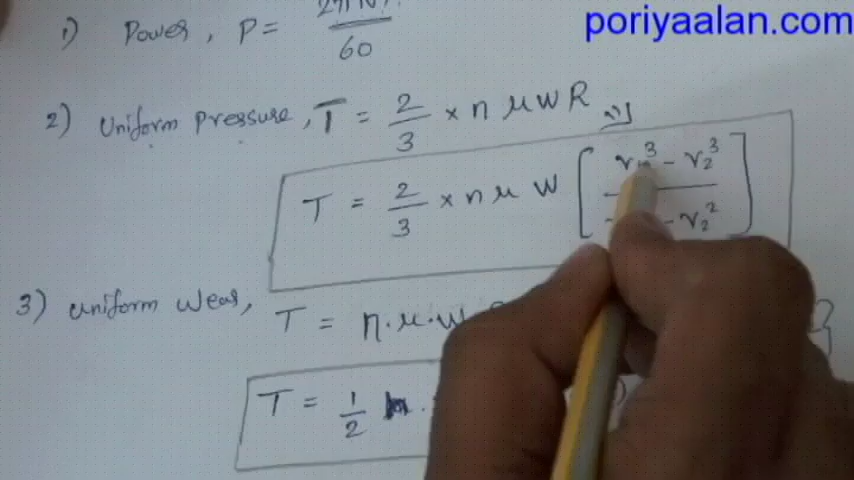 poriyaalan.com
1) Power, P =
60
2) Uniform Pressure, T = 2/3 × n μ W R
T = 2/3 × n μ W [ r₁³ - r₂³ / - r₂² ]
3) Uniform Wear, T = n.μ.W
T = 1/2 n.